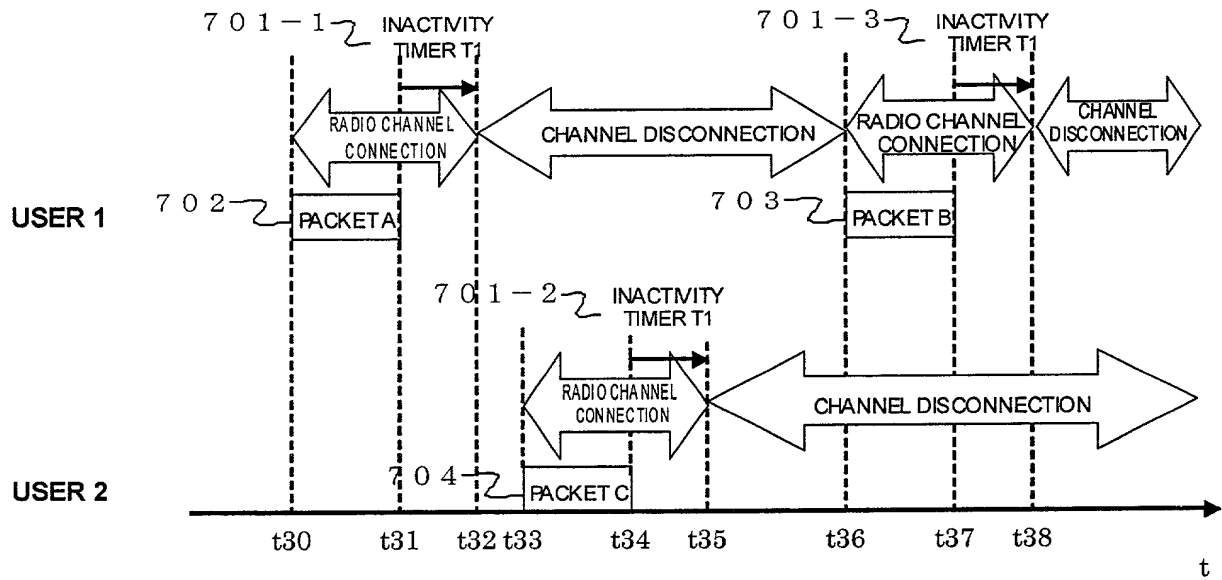 701-1
INACTIVITY
TIMER T1
701-3
INACTIVITY
TIMER T1
RADIO CHANNEL
CONNECTION
CHANNEL DISCONNECTION
RADIO CHANNEL
CONNECTION
CHANNEL
DISCONNECTION
702
703
USER 1
PACKET A
PACKET B
701-2
INACTIVITY
TIMER T1
RADIO CHANNEL
CONNECTION
CHANNEL DISCONNECTION
704
USER 2
PACKET C
t30 t31 t32 t33 t34 t35 t36 t37 t38
t